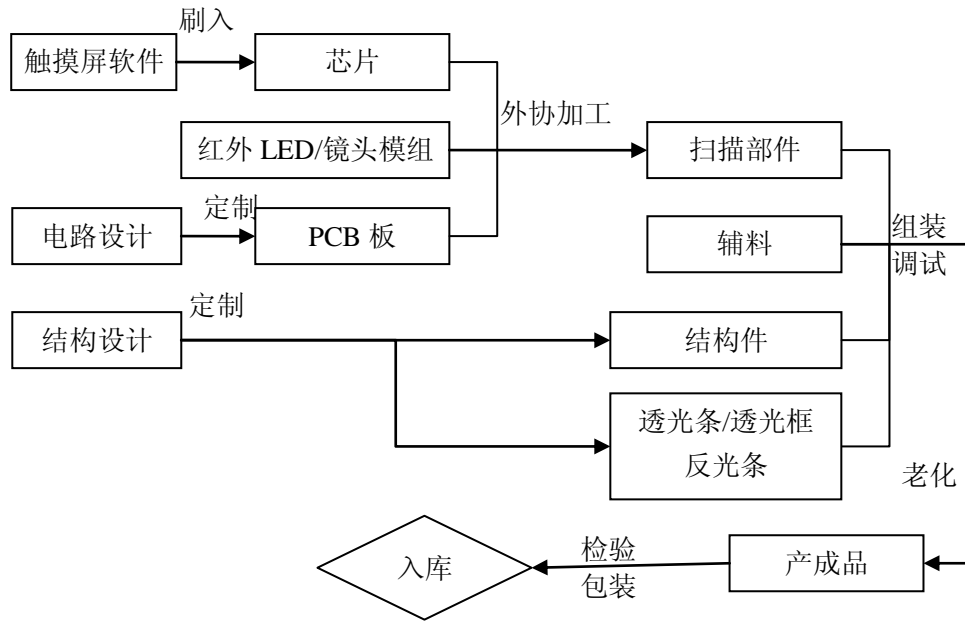 刷入
触摸屏软件
芯片
外协加工
红外 LED/镜头模组
扫描部件
定制
电路设计
PCB 板
辅料
组装
调试
定制
结构设计
结构件
透光条/透光框
反光条
老化
入库
检验
包装
产成品